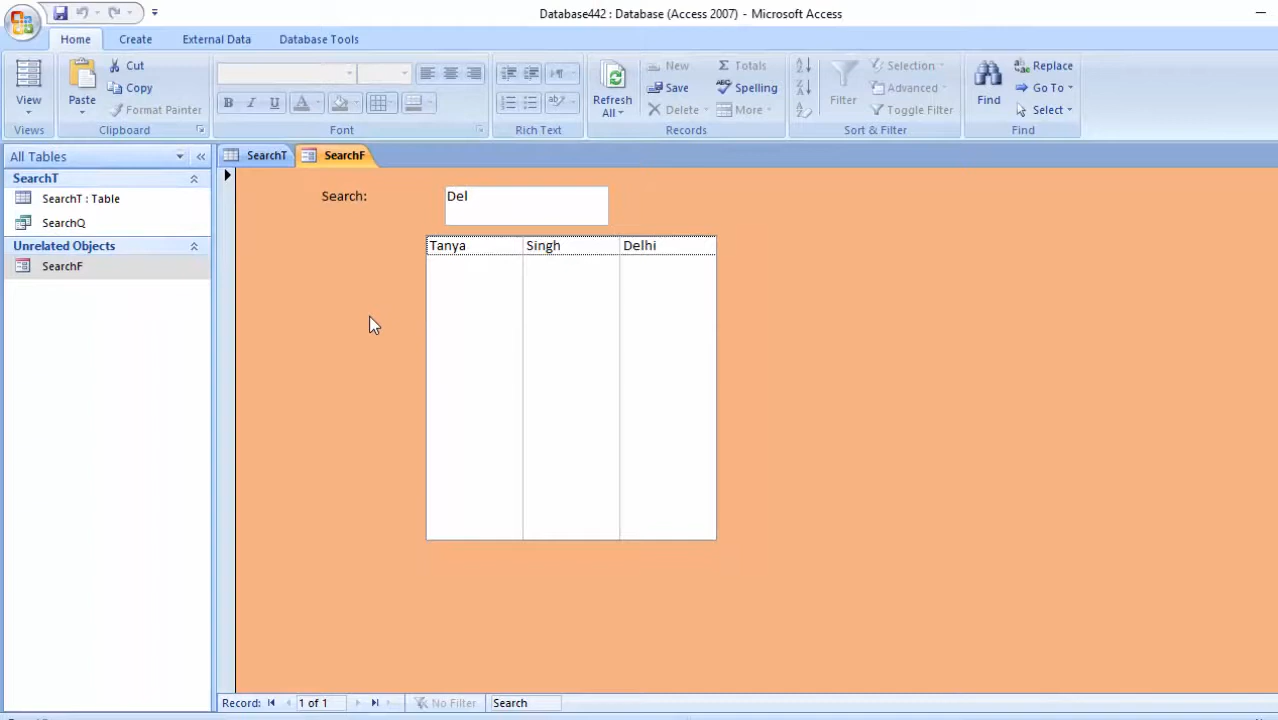 Database442 : Database (Access 2007) - Microsoft Access
Home Create External Data Database Tools
View
Views
Paste
Cut
Copy
Format Painter
Clipboard
B I U A
Font
Rich Text
Refresh All
New
Save
Delete
Σ Totals
ABC Spelling
More
Records
Filter
Selection
Advanced
Toggle Filter
Sort & Filter
Find
Replace
Go To
Select
Find
All Tables
SearchT
SearchT : Table
SearchQ
Unrelated Objects
SearchF
SearchT SearchF
Search: Del
Tanya Singh Delhi
Record: 1 of 1 No Filter Search